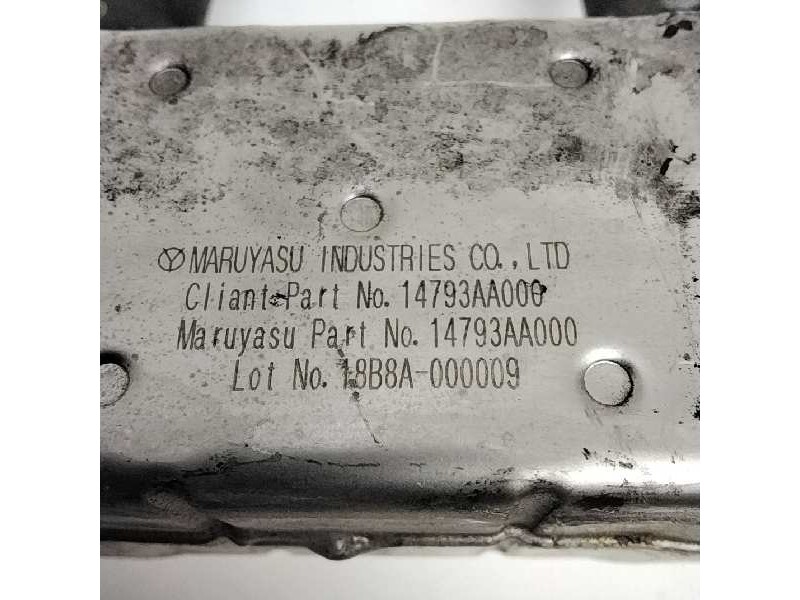 MARUYASU INDUSTRIES CO., LTD
Cliant Part No. 14793AA000
Maruyasu Part No. 14793AA000
Lot No. 18B8A-000009